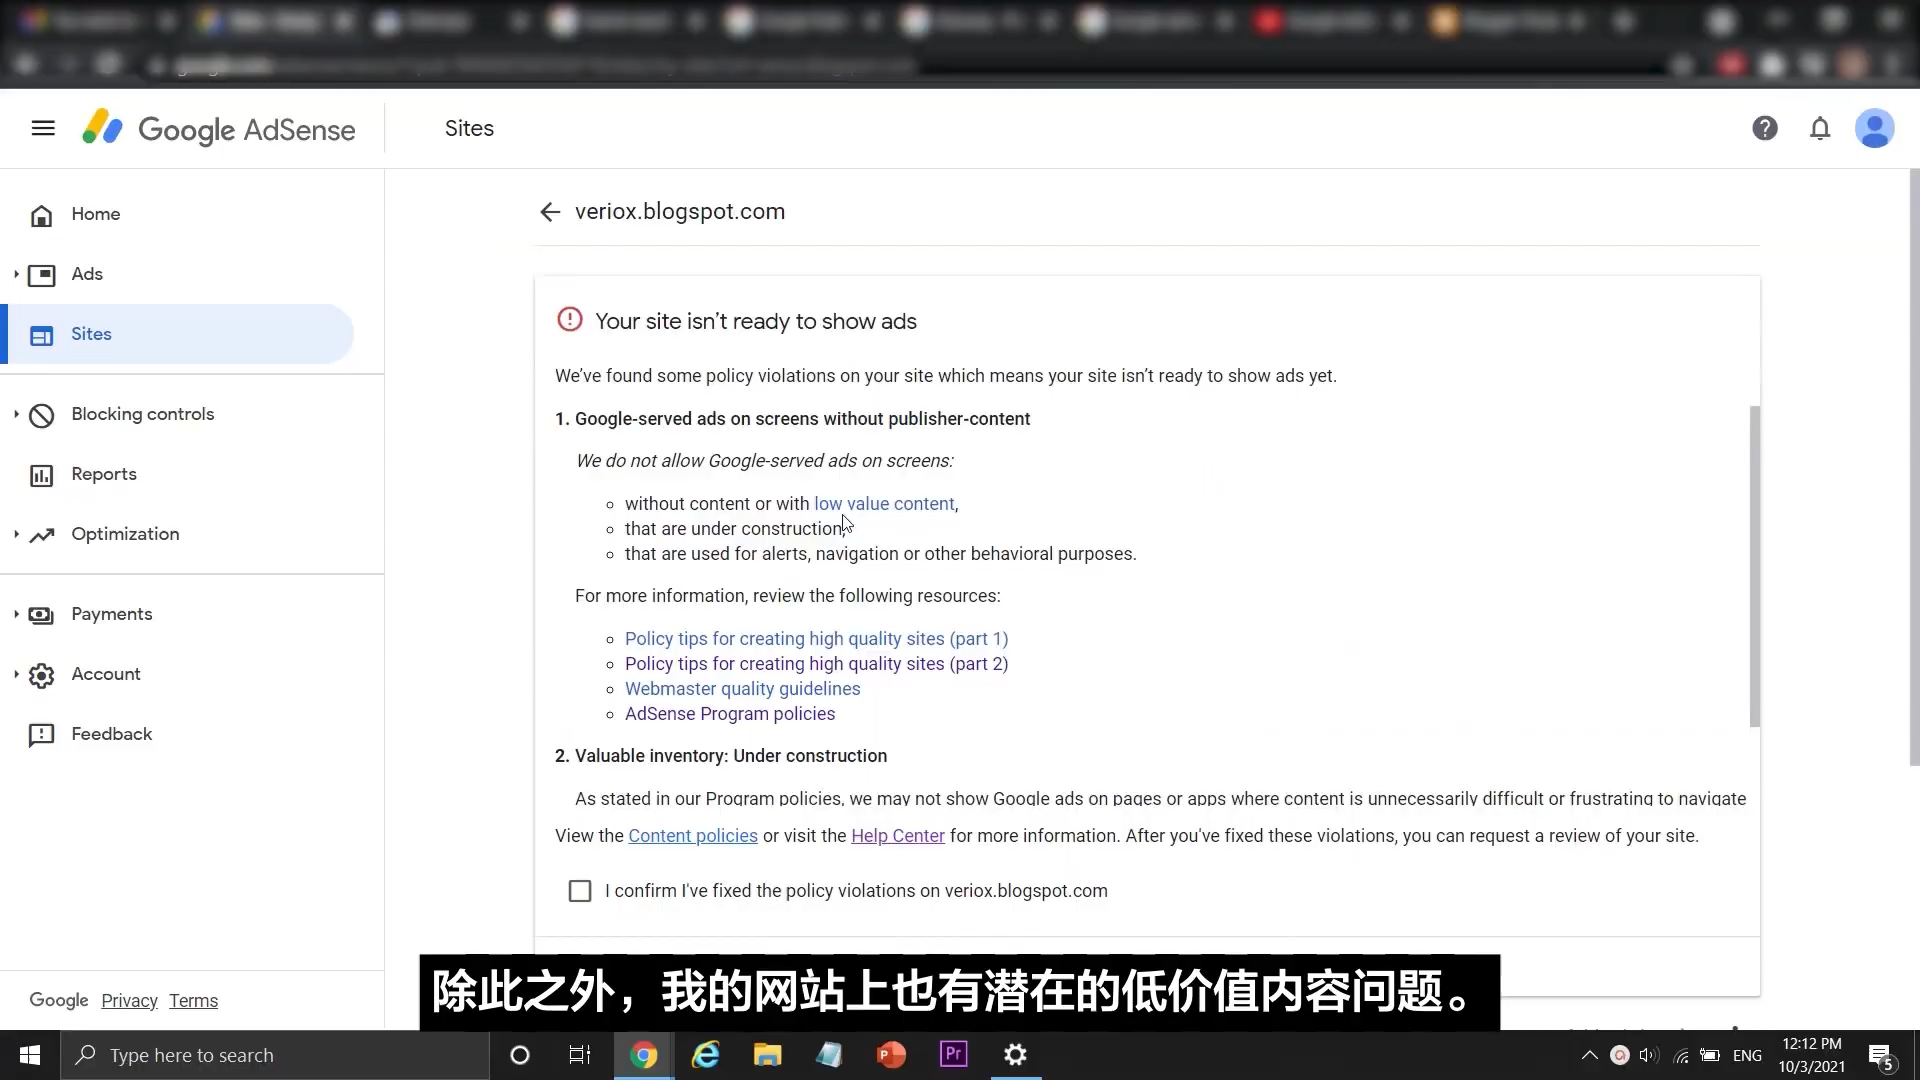 Google AdSense
Sites
Home
Ads
Sites
Blocking controls
Reports
Optimization
Payments
Account
Feedback
Google Privacy Terms
veriox.blogspot.com
Your site isn't ready to show ads
We've found some policy violations on your site which means your site isn't ready to show ads yet.
1. Google-served ads on screens without publisher-content
We do not allow Google-served ads on screens:
without content or with low value content,
that are under construction,
that are used for alerts, navigation or other behavioral purposes.
For more information, review the following resources:
Policy tips for creating high quality sites (part 1)
Policy tips for creating high quality sites (part 2)
Webmaster quality guidelines
AdSense Program policies
2. Valuable inventory: Under construction
As stated in our Program policies, we may not show Google ads on pages or apps where content is unnecessarily difficult or frustrating to navigate
View the Content policies or visit the Help Center for more information. After you've fixed these violations, you can request a review of your site.
I confirm I've fixed the policy violations on veriox.blogspot.com
除此之外，我的网站上也有潜在的低价值内容问题。
Type here to search
Pr
ENG
12:12 PM
10/3/2021
5